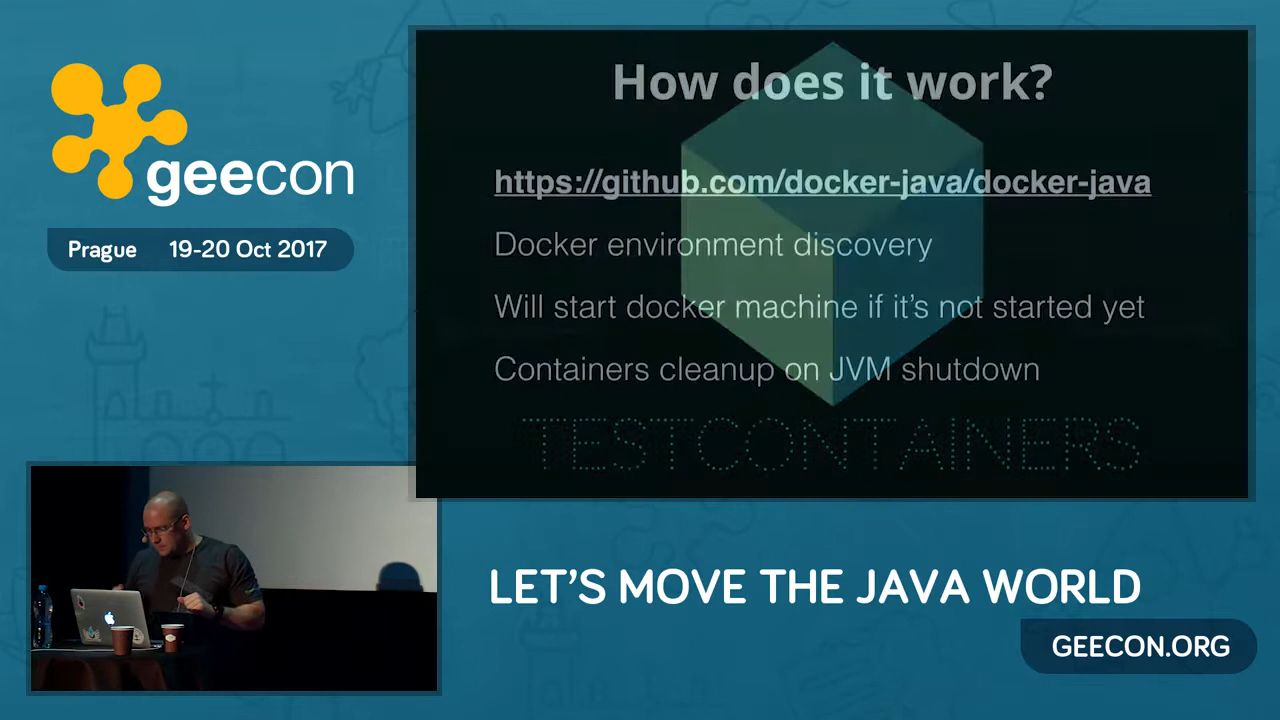 geecon
Prague 19-20 Oct 2017
How does it work?
https://github.com/docker-java/docker-java
Docker environment discovery
Will start docker machine if it’s not started yet
Containers cleanup on JVM shutdown
TESTCONTAINERS
LET’S MOVE THE JAVA WORLD
GEECON.ORG